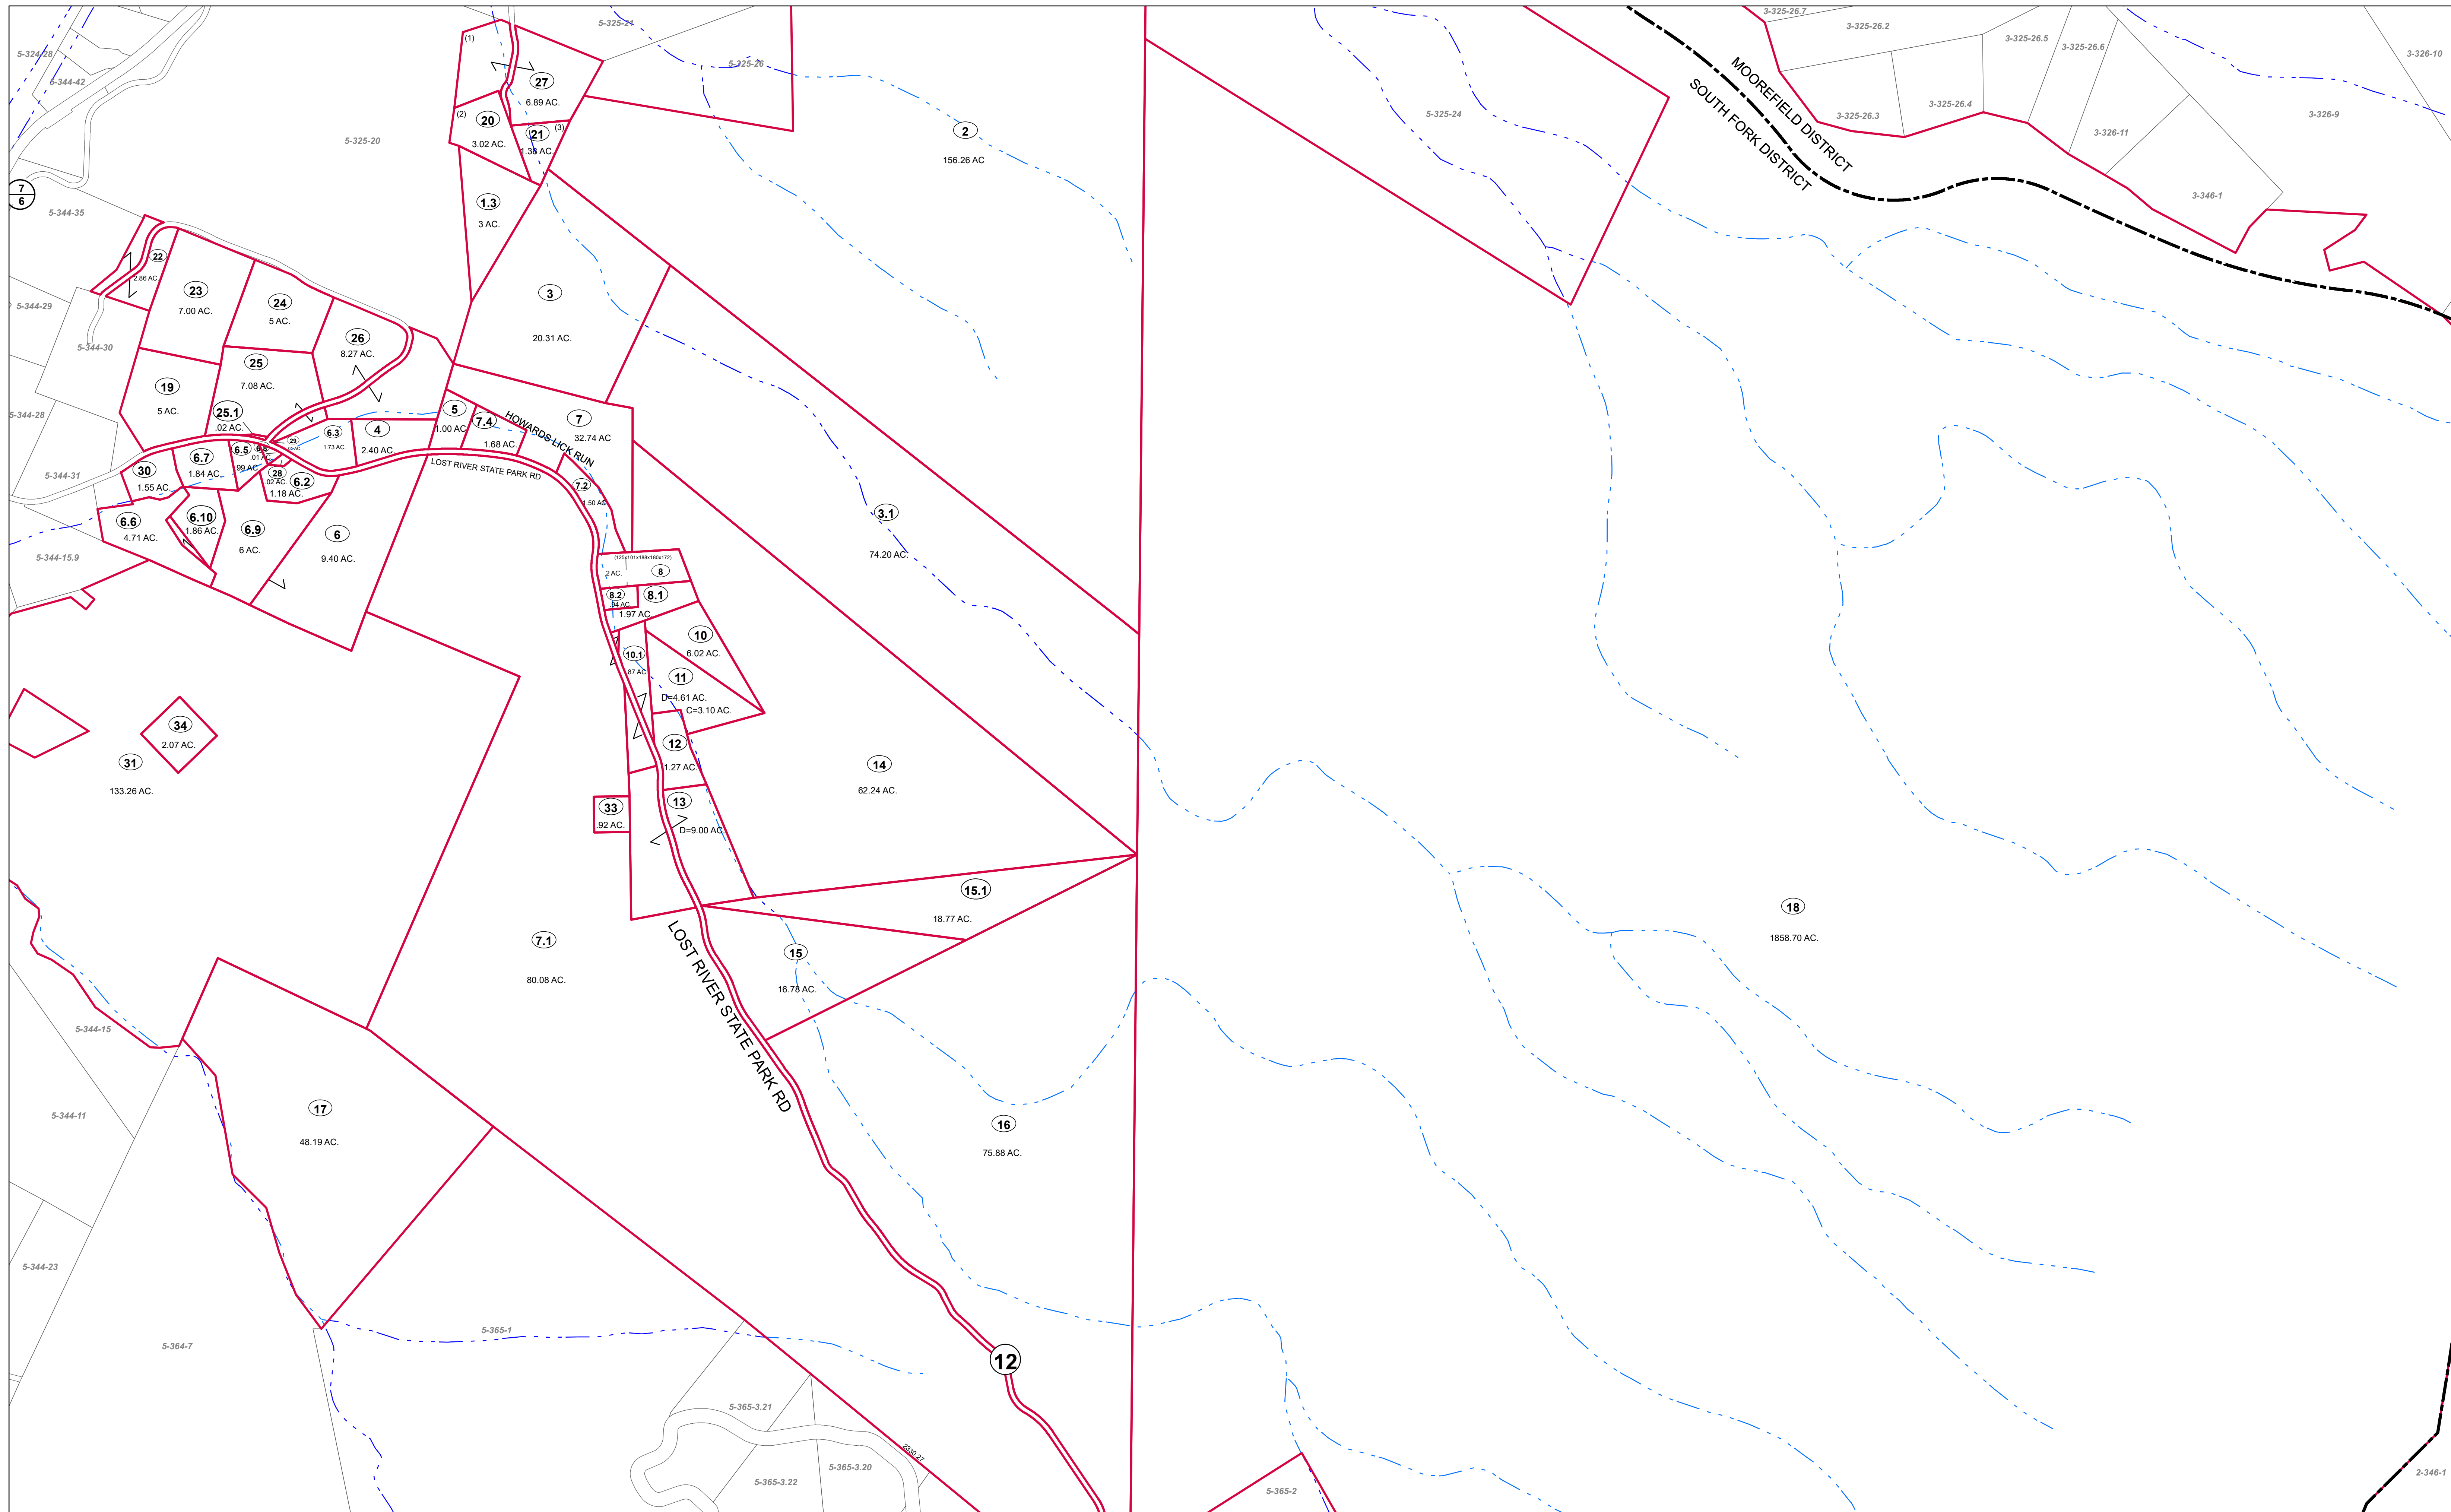 5-324-28
5-344-42
7
6
5-344-35
5-344-29
5-344-30
5-344-28
5-344-31
5-344-15.9
5-325-20
5-325-21
5-325-26
(1)
27
6.89 AC.
(2)
20
3.02 AC.
21
(3)
1.38 AC.
1.3
3 AC.
2
156.26 AC
5-325-24
MOOREFIELD DISTRICT
SOUTH FORK DISTRICT
3-325-26.7
3-325-26.2
3-325-26.5
3-325-26.6
3-325-26.3
3-325-26.4
3-326-11
3-326-9
3-326-10
3-346-1
22
2.86 AC.
23
7.00 AC.
24
5 AC.
26
8.27 AC.
25
7.08 AC.
19
5 AC.
25.1
.02 AC.
3
20.31 AC.
5
1.00 AC
7.4
1.68 AC.
HOWARDS LICK RUN
7
32.74 AC
29
6.3
1.73 AC.
4
2.40 AC.
LOST RIVER STATE PARK RD
30
1.55 AC.
6.7
1.84 AC.
6.5
.99 AC.
.01 AC.
28
.02 AC.
6.2
1.18 AC.
7.2
1.50 AC.
6.6
4.71 AC.
6.10
1.86 AC.
6.9
6 AC.
6
9.40 AC.
3.1
74.20 AC.
(125x101x188x180x172)
2 AC.
8
8.2
.94 AC.
8.1
1.97 AC.
10
6.02 AC.
10.1
.87 AC.
11
D=4.61 AC.
C=3.10 AC.
12
1.27 AC.
34
2.07 AC.
31
133.26 AC.
14
62.24 AC.
33
.92 AC.
13
D=9.00 AC.
15.1
18.77 AC.
18
1858.70 AC.
7.1
80.08 AC.
LOST RIVER STATE PARK RD
15
16.78 AC.
5-344-15
5-344-11
17
48.19 AC.
16
75.88 AC.
5-344-23
5-364-7
5-365-1
12
5-365-3.21
2330.27
5-365-3.22
5-365-3.20
5-365-2
2-346-1